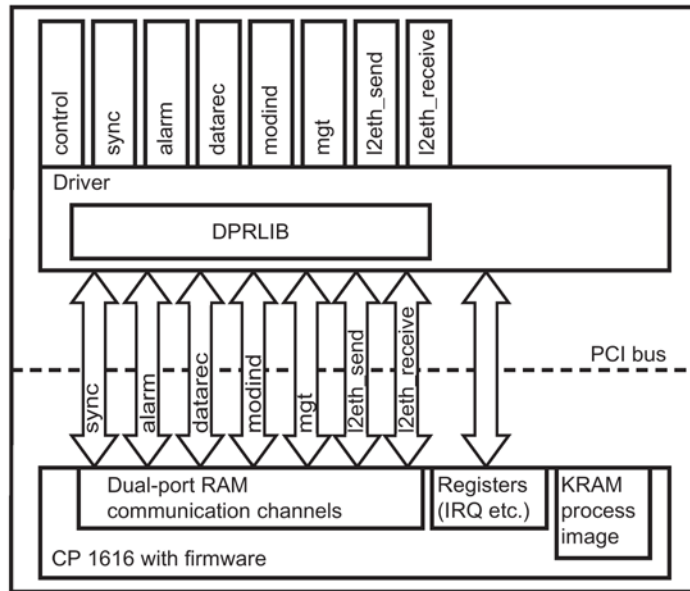 control
sync
alarm
datarec
modind
mgt
l2eth_send
l2eth_receive
Driver
DPRLIB
sync
alarm
datarec
modind
mgt
l2eth_send
l2eth_receive
PCI bus
Dual-port RAM
communication channels
Registers
(IRQ etc.)
KRAM
process
image
CP 1616 with firmware